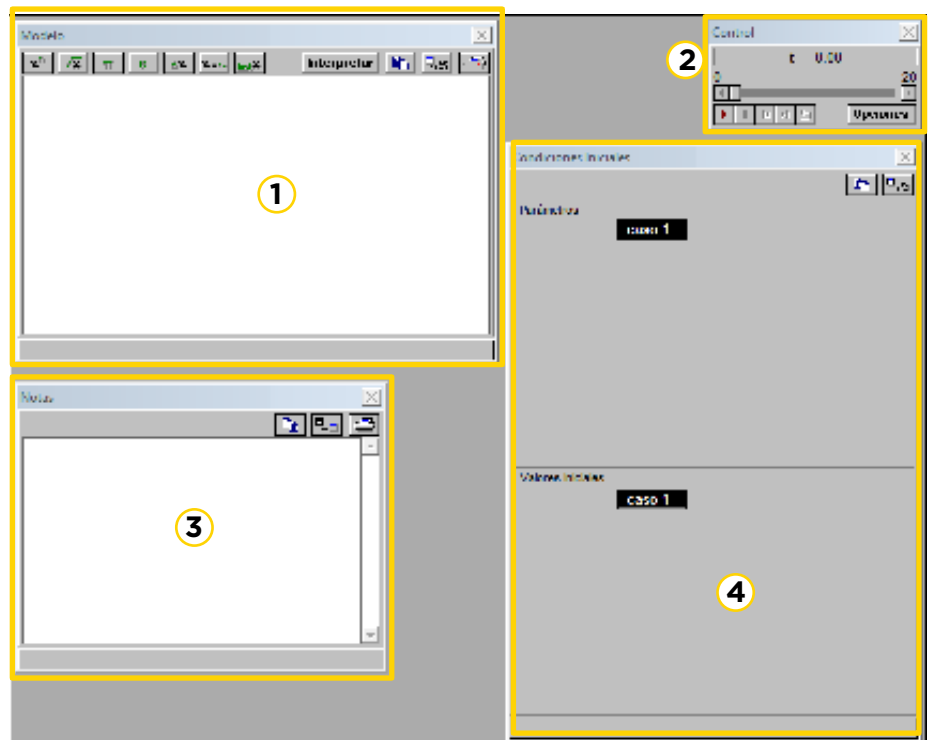 Modelo
Interpretar
1
Control
2
t 0.00
0 20
Opciones
Condiciones Iniciales
Parámetros
caso 1
Notas
3
Valores Iniciales
caso 1
4